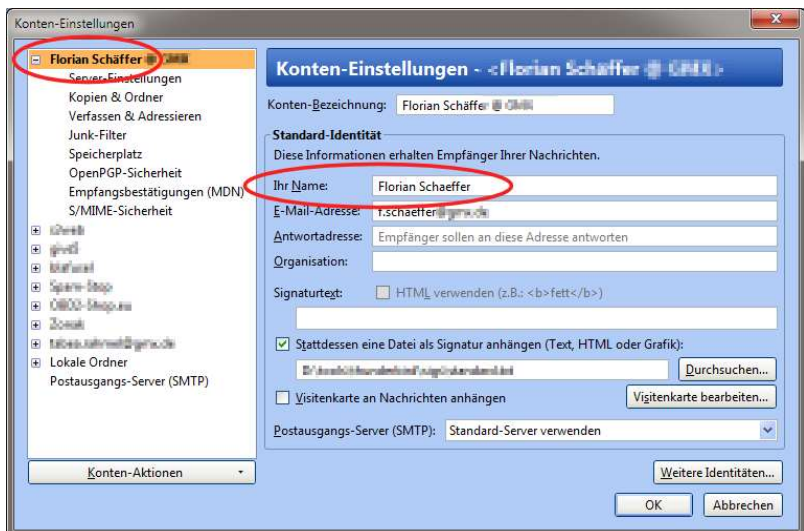 Konten-Einstellungen
Florian Schäffer
Server-Einstellungen
Kopien & Ordner
Verfassen & Adressieren
Junk-Filter
Speicherplatz
OpenPGP-Sicherheit
Empfangsbestätigungen (MDN)
S/MIME-Sicherheit
Lokale Ordner
Postausgangs-Server (SMTP)
Konten-Aktionen
Konten-Einstellungen - <Florian Schäffer @ GMX>
Konten-Bezeichnung: Florian Schäffer @ GMX
Standard-Identität
Diese Informationen erhalten Empfänger Ihrer Nachrichten.
Ihr Name: Florian Schaeffer
E-Mail-Adresse: f.schaeffer@gmx.de
Antwortadresse: Empfänger sollen an diese Adresse antworten
Organisation:
Signaturtext: HTML verwenden (z.B.: <b>fett</b>)
Stattdessen eine Datei als Signatur anhängen (Text, HTML oder Grafik):
Durchsuchen...
Visitenkarte an Nachrichten anhängen Visitenkarte bearbeiten...
Postausgangs-Server (SMTP): Standard-Server verwenden
Weitere Identitäten...
OK Abbrechen